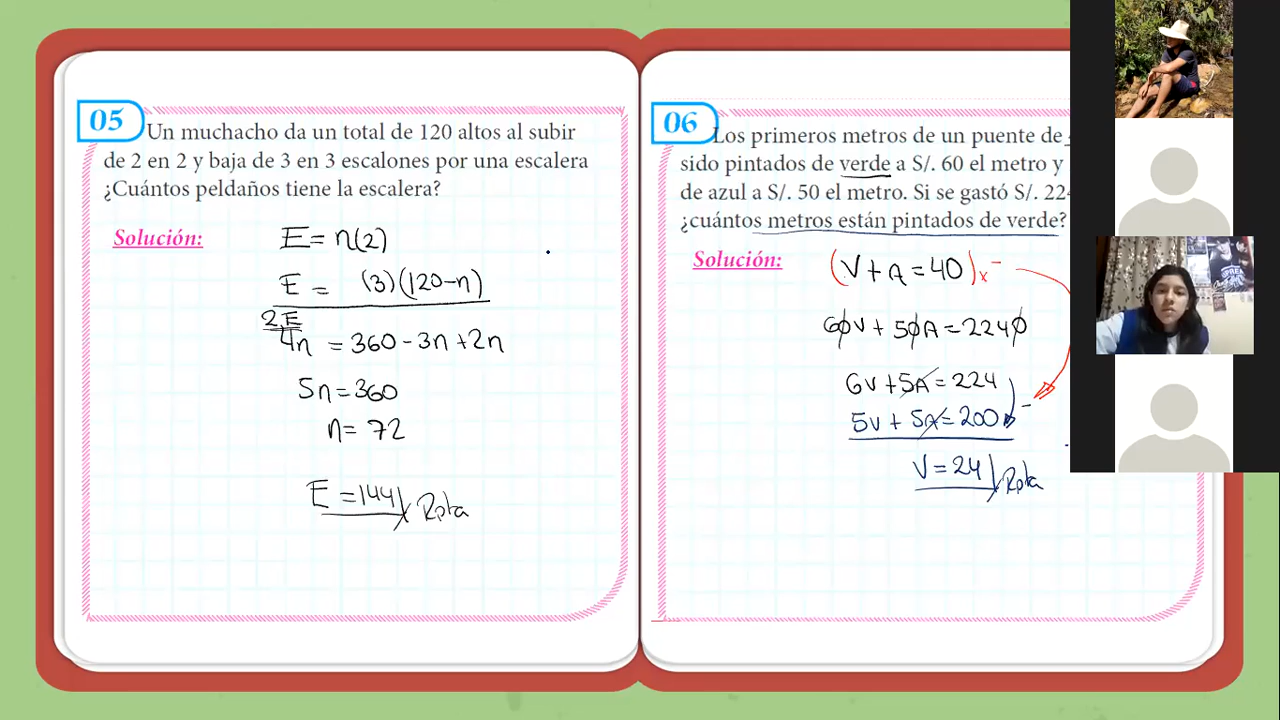 05
Un muchacho da un total de 120 altos al subir
de 2 en 2 y baja de 3 en 3 escalones por una escalera
¿Cuántos peldaños tiene la escalera?
Solución:
E = n(2)
E = (3)(120-n)
2E
4n = 360 - 3n + 2n
5n = 360
n = 72
E = 144 Rpta
06
Los primeros metros de un puente de
sido pintados de verde a S/. 60 el metro y
de azul a S/. 50 el metro. Si se gastó S/. 224
¿cuántos metros están pintados de verde?
Solución:
(V + A = 40)x -
60V + 50A = 2240
6V + 5A = 224
5V + 5A = 200 -
V = 24 Rpta